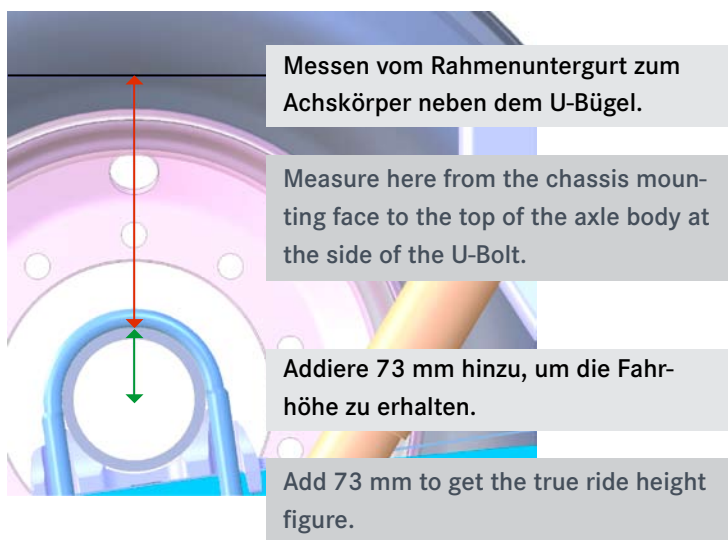 Messen vom Rahmenuntergurt zum
Achskörper neben dem U-Bügel.
Measure here from the chassis moun-
ting face to the top of the axle body at
the side of the U-Bolt.
Addiere 73 mm hinzu, um die Fahr-
höhe zu erhalten.
Add 73 mm to get the true ride height
figure.